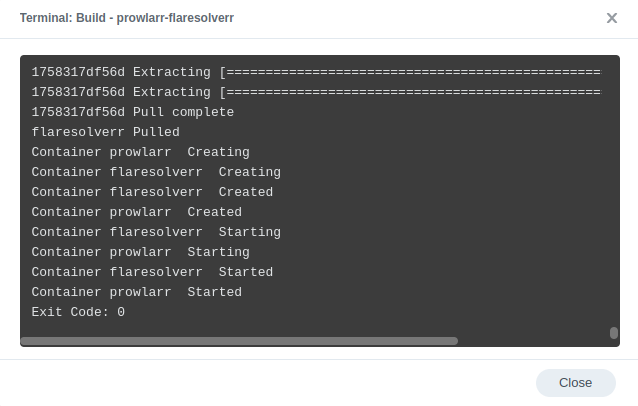 Terminal: Build - prowlarr-flaresolverr
×
1758317df56d Extracting [================================================
1758317df56d Extracting [================================================
1758317df56d Pull complete
flaresolverr Pulled
Container prowlarr  Creating
Container flaresolverr  Creating
Container flaresolverr  Created
Container prowlarr  Created
Container flaresolverr  Starting
Container prowlarr  Starting
Container flaresolverr  Started
Container prowlarr  Started
Exit Code: 0
Close